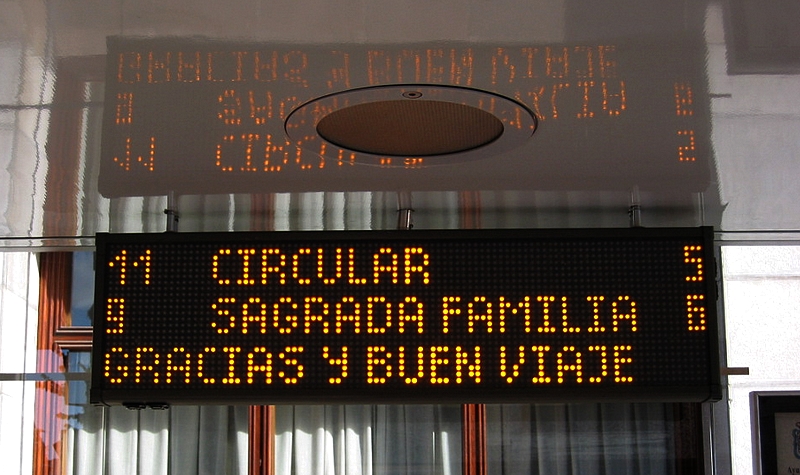 11 CIRCULAR 5
9 SAGRADA FAMILIA 6
GRACIAS Y BUEN VIAJE